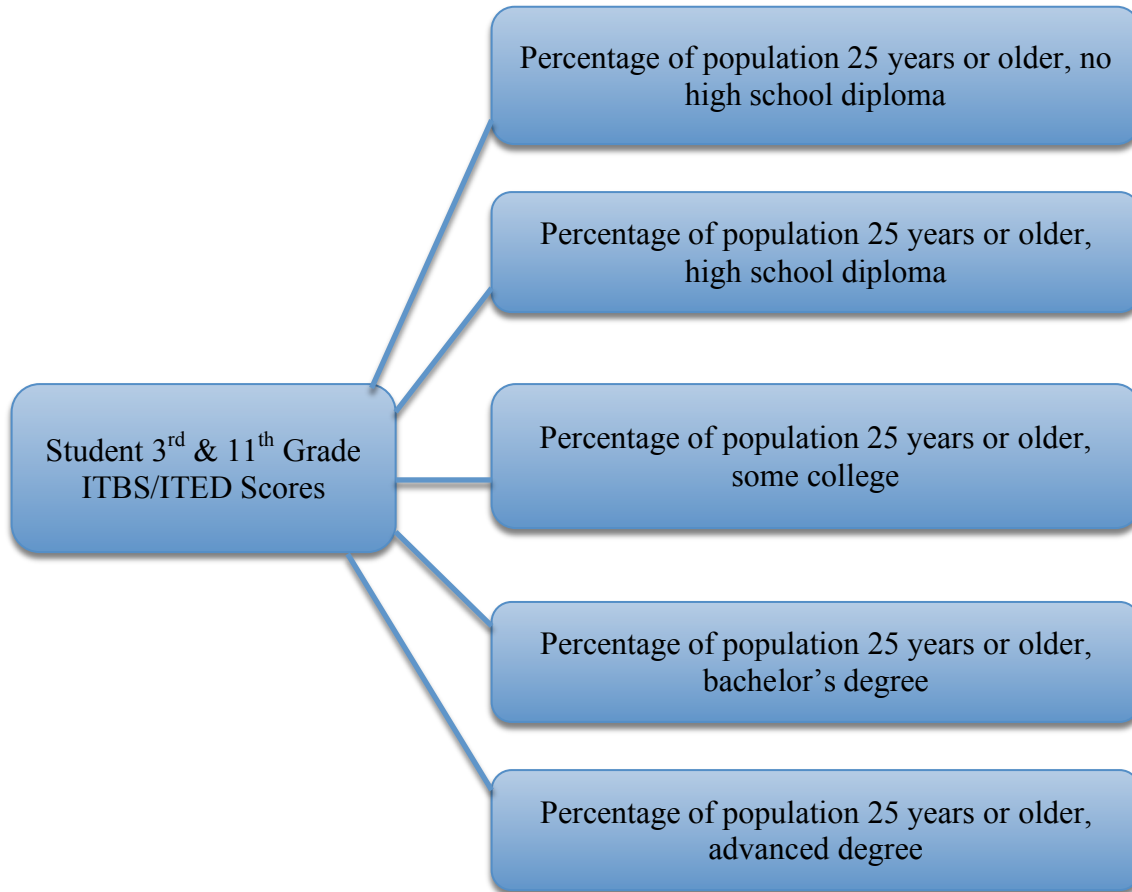 Percentage of population 25 years or older, no
high school diploma
Percentage of population 25 years or older,
high school diploma
Student 3rd & 11th Grade
ITBS/ITED Scores
Percentage of population 25 years or older,
some college
Percentage of population 25 years or older,
bachelor’s degree
Percentage of population 25 years or older,
advanced degree